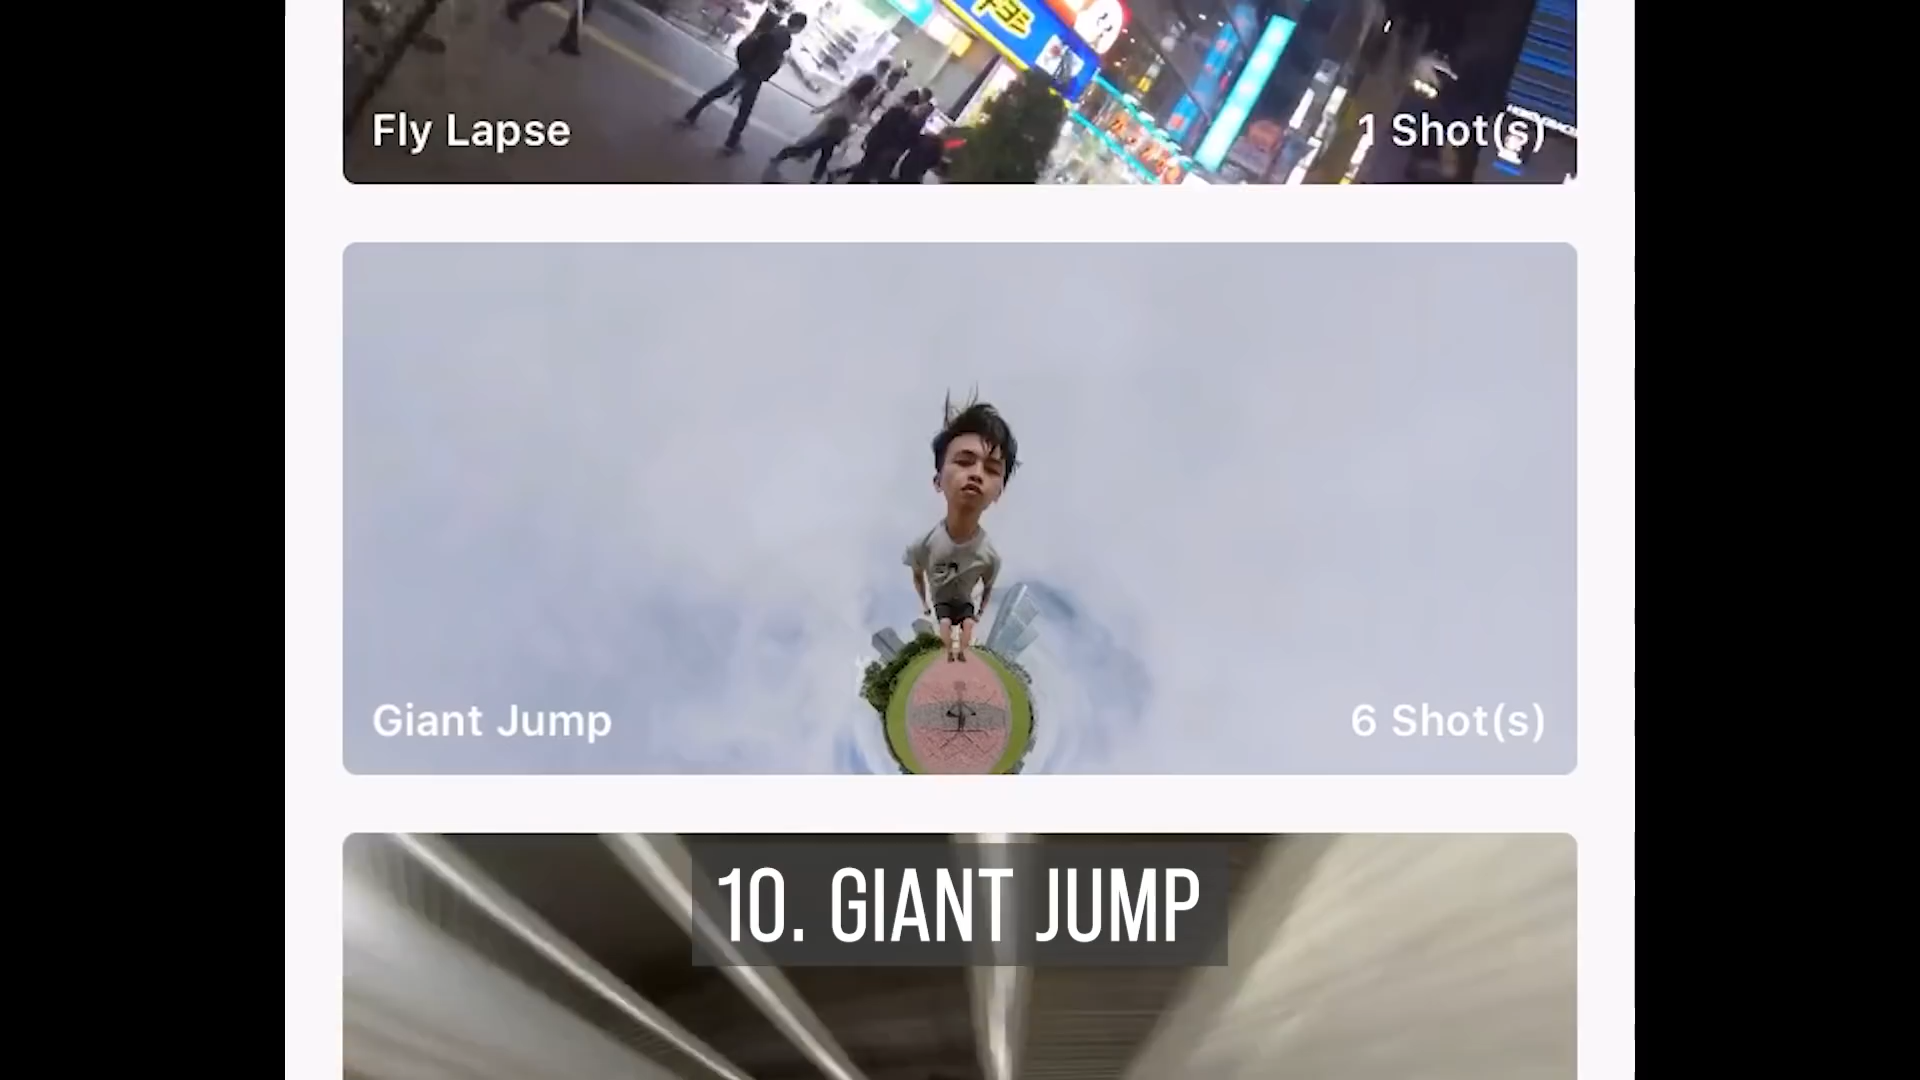 Fly Lapse
1 Shot(s)
Giant Jump
6 Shot(s)
10. GIANT JUMP